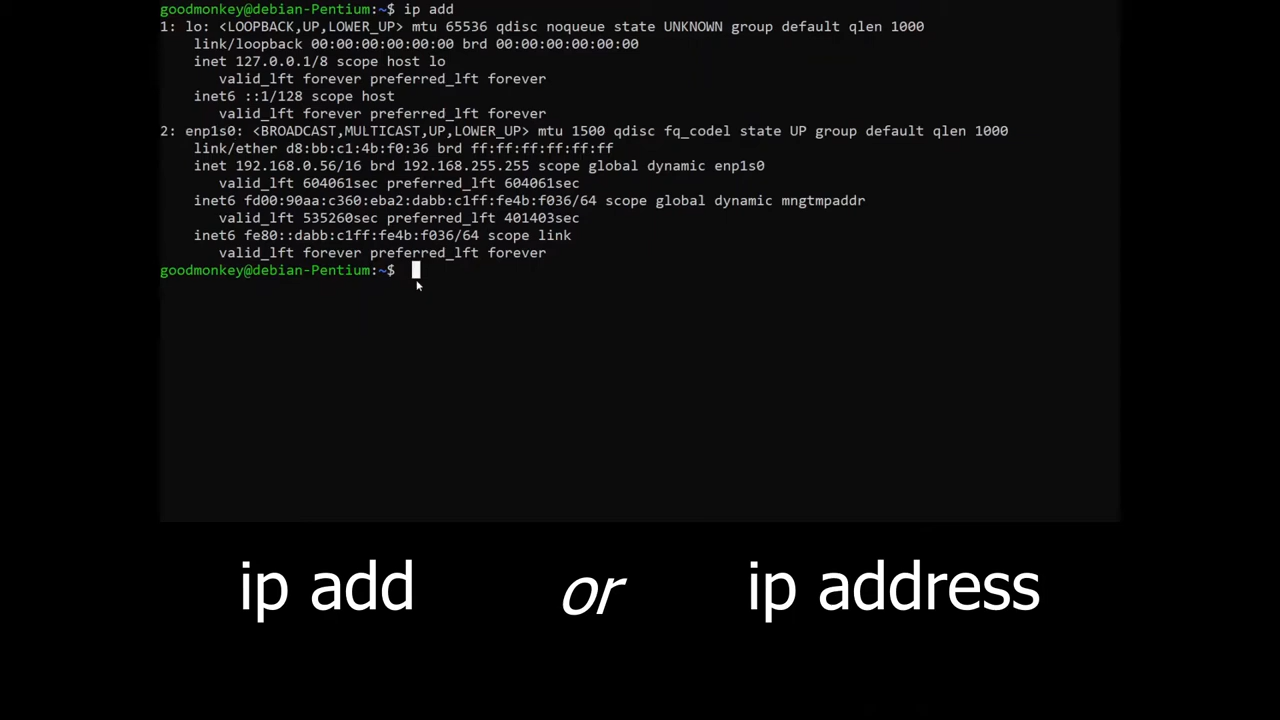 goodmonkey@debian-Pentium:~$ ip add
1: lo: <LOOPBACK,UP,LOWER_UP> mtu 65536 qdisc noqueue state UNKNOWN group default qlen 1000
link/loopback 00:00:00:00:00:00 brd 00:00:00:00:00:00
inet 127.0.0.1/8 scope host lo
valid_lft forever preferred_lft forever
inet6 ::1/128 scope host
valid_lft forever preferred_lft forever
2: enp1s0: <BROADCAST,MULTICAST,UP,LOWER_UP> mtu 1500 qdisc fq_codel state UP group default qlen 1000
link/ether d8:bb:c1:4b:f0:36 brd ff:ff:ff:ff:ff:ff
inet 192.168.0.56/16 brd 192.168.255.255 scope global dynamic enp1s0
valid_lft 604061sec preferred_lft 604061sec
inet6 fd00:90aa:c360:eba2:dabb:c1ff:fe4b:f036/64 scope global dynamic mngtmpaddr
valid_lft 535260sec preferred_lft 401403sec
inet6 fe80::dabb:c1ff:fe4b:f036/64 scope link
valid_lft forever preferred_lft forever
goodmonkey@debian-Pentium:~$
ip add or ip address